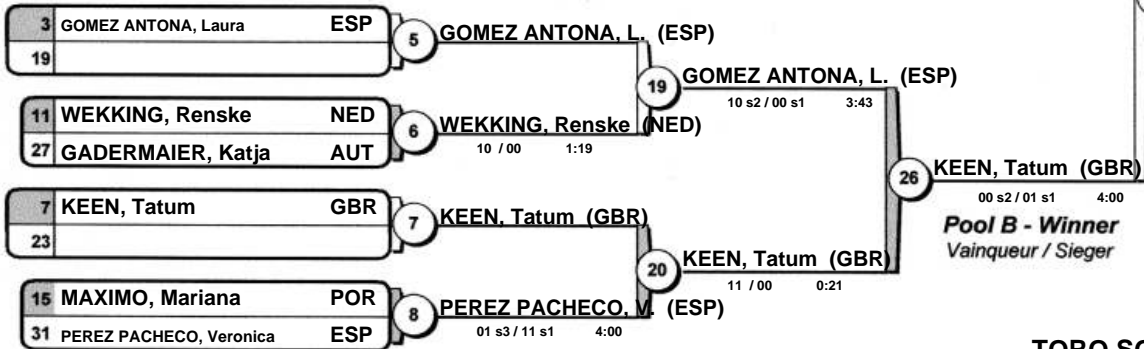 3 GOMEZ ANTONA, Laura ESP
19
5
GOMEZ ANTONA, L. (ESP)
19
GOMEZ ANTONA, L. (ESP)
10 s2 / 00 s1 3:43
11 WEKKING, Renske NED
27 GADERMAIER, Katja AUT
6
WEKKING, Renske (NED)
10 / 00 1:19
26
KEEN, Tatum (GBR)
00 s2 / 01 s1 4:00
Pool B - Winner
Vainqueur / Sieger
7 KEEN, Tatum GBR
23
7
KEEN, Tatum (GBR)
20
KEEN, Tatum (GBR)
11 / 00 0:21
15 MAXIMO, Mariana POR
31 PEREZ PACHECO, Veronica ESP
8
PEREZ PACHECO, V. (ESP)
01 s3 / 11 s1 4:00